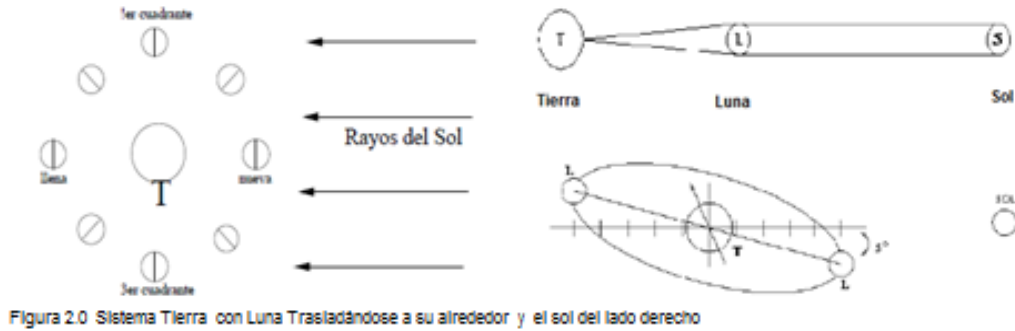 1er cuadrante
llena
T
nueva
3er cuadrante
Rayos del Sol
T
L
S
Tierra
Luna
Sol
L
T
L
5°
SOL
Figura 2.0 Sistema Tierra con Luna Trasladándose a su alrededor y el sol del lado derecho